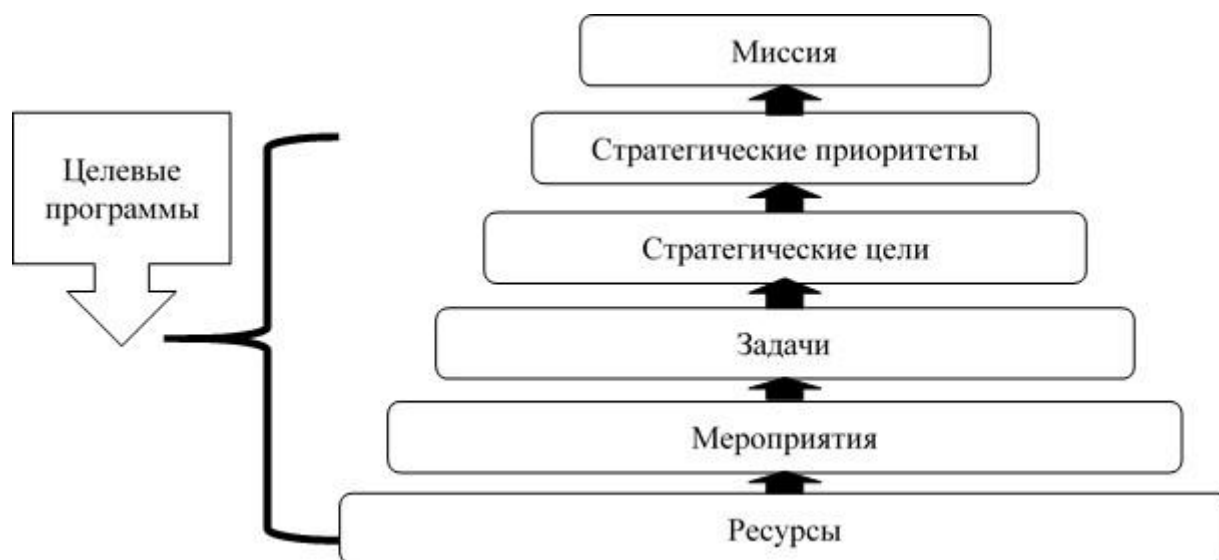 Миссия
Целевые
программы
Стратегические приоритеты
Стратегические цели
Задачи
Мероприятия
Ресурсы